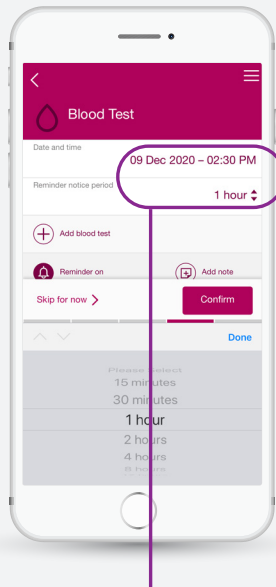 Blood Test
Date and time
09 Dec 2020 – 02:30 PM
Reminder notice period
1 hour
Add blood test
Reminder on
Add note
Skip for now
Confirm
Done
Please Select
15 minutes
30 minutes
1 hour
2 hours
4 hours
8 hours